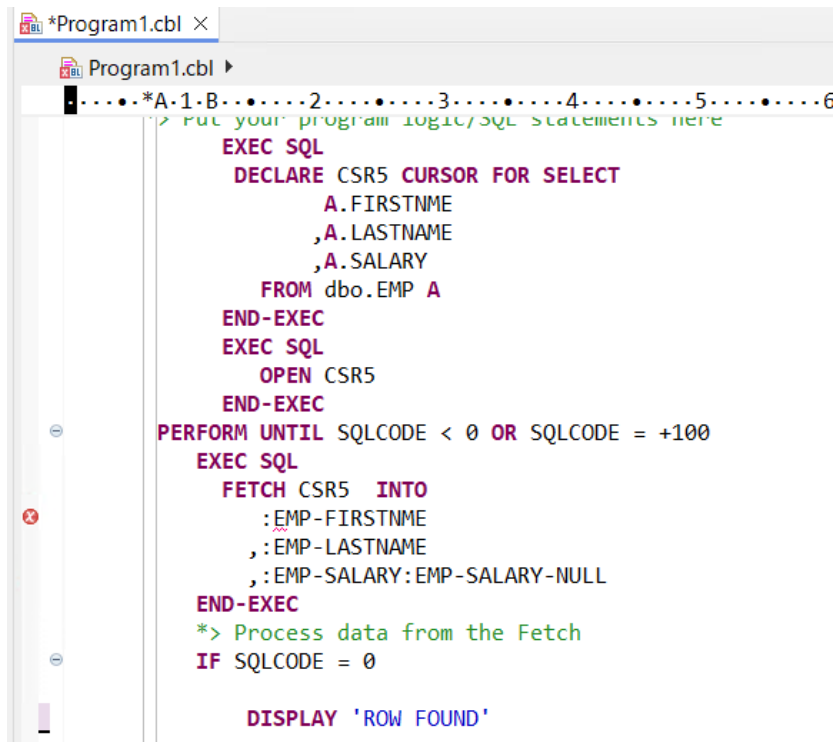 *Program1.cbl ×
Program1.cbl
····•·*A·1·B··•····2····•····3····•····4····•····5····•····6
*> Put your program logic/SQL statements here
EXEC SQL
DECLARE CSR5 CURSOR FOR SELECT
A.FIRSTNME
,A.LASTNAME
,A.SALARY
FROM dbo.EMP A
END-EXEC
EXEC SQL
OPEN CSR5
END-EXEC
PERFORM UNTIL SQLCODE < 0 OR SQLCODE = +100
EXEC SQL
FETCH CSR5  INTO
:EMP-FIRSTNME
,:EMP-LASTNAME
,:EMP-SALARY:EMP-SALARY-NULL
END-EXEC
*> Process data from the Fetch
IF SQLCODE = 0
DISPLAY 'ROW FOUND'